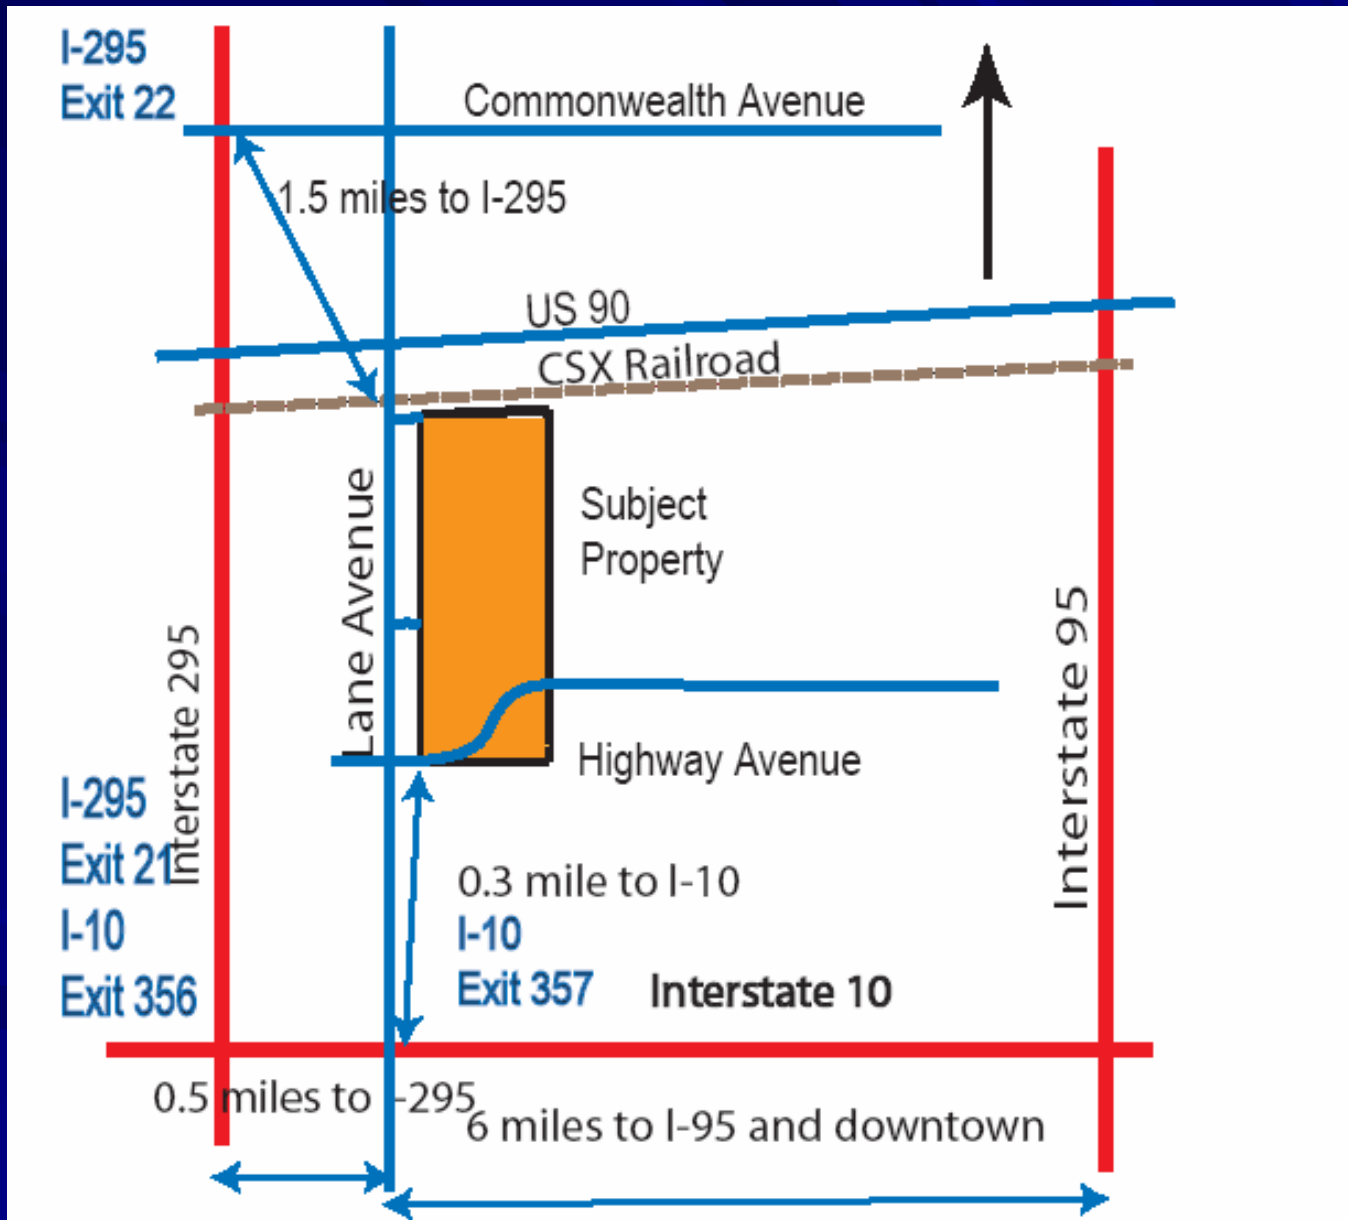 I-295
Exit 22
Commonwealth Avenue
1.5 miles to I-295
US 90
CSX Railroad
Lane Avenue
Subject
Property
Interstate 295
Interstate 95
Highway Avenue
I-295
Exit 21
I-10
Exit 356
0.3 mile to I-10
I-10
Exit 357
Interstate 10
0.5 miles to -295
6 miles to I-95 and downtown